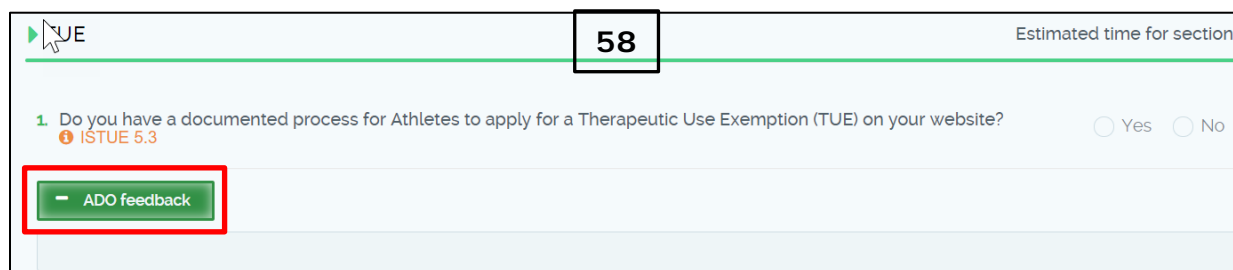 TUE
58
Estimated time for section
1. Do you have a documented process for Athletes to apply for a Therapeutic Use Exemption (TUE) on your website?
ISTUE 5.3
Yes No
ADO feedback